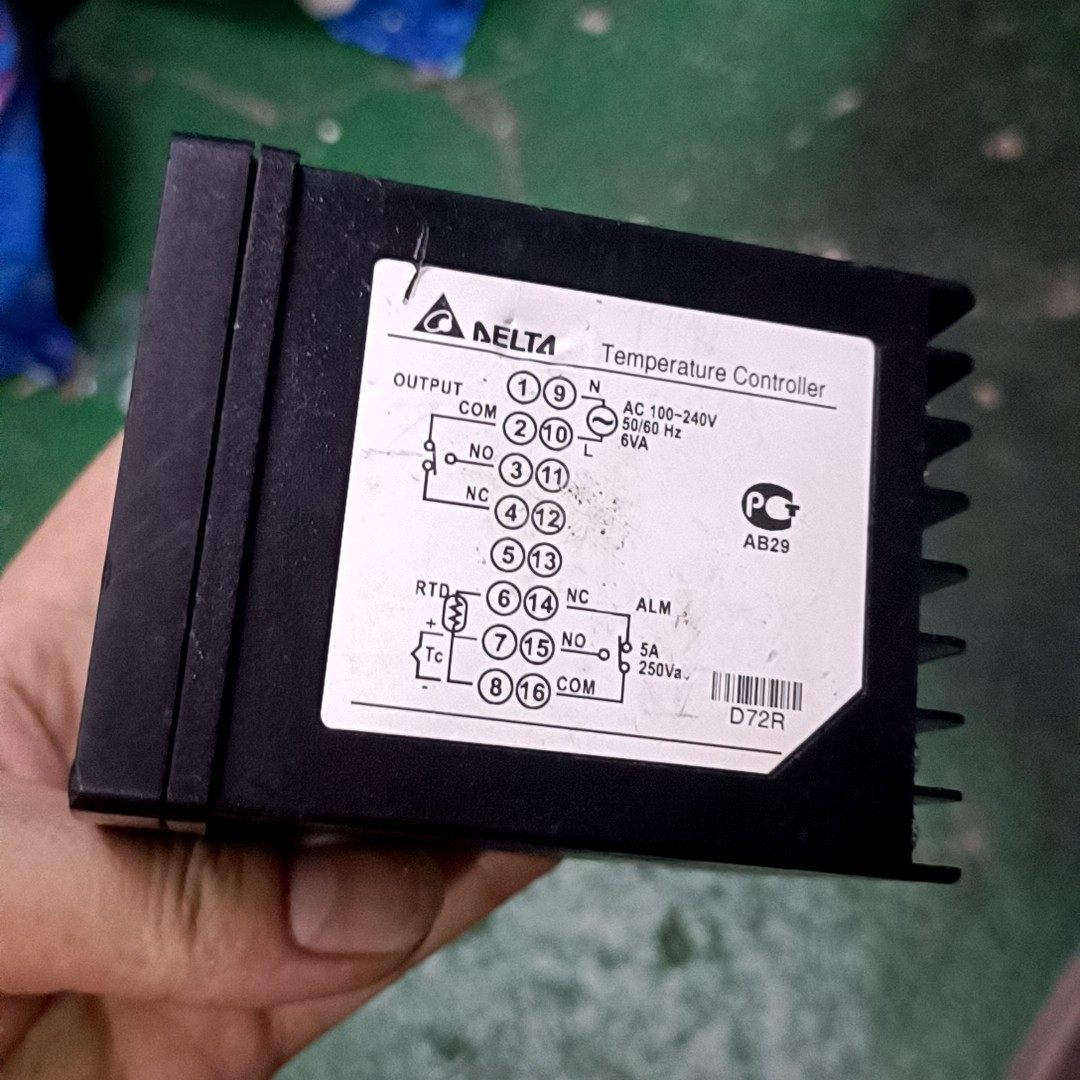 DELTA Temperature Controller
OUTPUT 1 9 N
COM 2 10 L
AC 100~240V
50/60 Hz
6VA
NO 3 11
NC 4 12
PCT
AB29
5 13
RTD 6 14 NC ALM
+ 7 15 NO 5A
Tc 250Va
- 8 16 COM
D72R